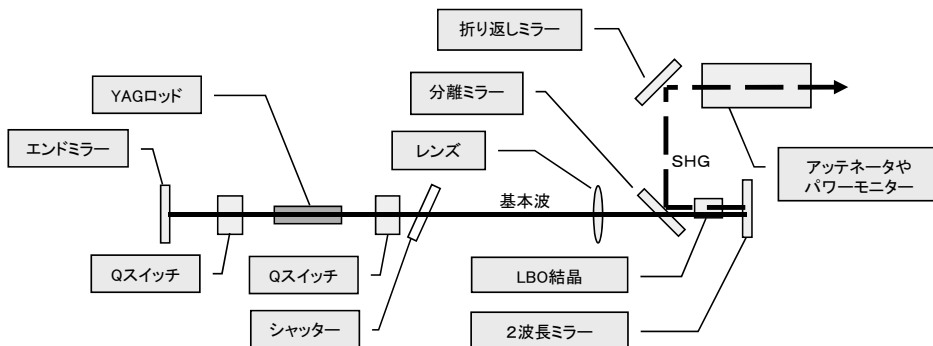 折り返しミラー
YAGロッド
分離ミラー
エンドミラー
レンズ
SHG
アッテネータや
パワーモニター
基本波
Qスイッチ
Qスイッチ
LBO結晶
シャッター
２波長ミラー